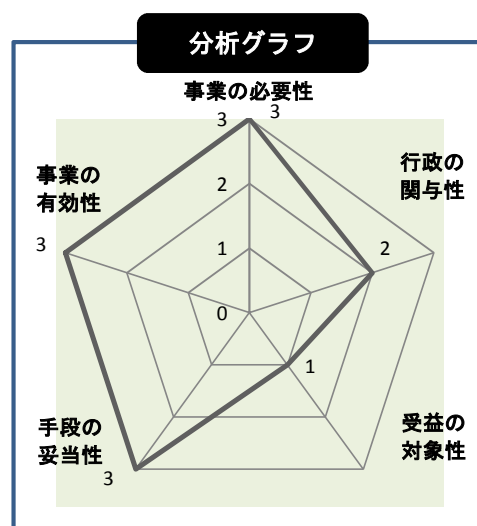 分析グラフ
事業の必要性
3
3
行政の
関与性
事業の
有効性
2
2
3
1
0
1
手段の
妥当性
受益の
対象性
3